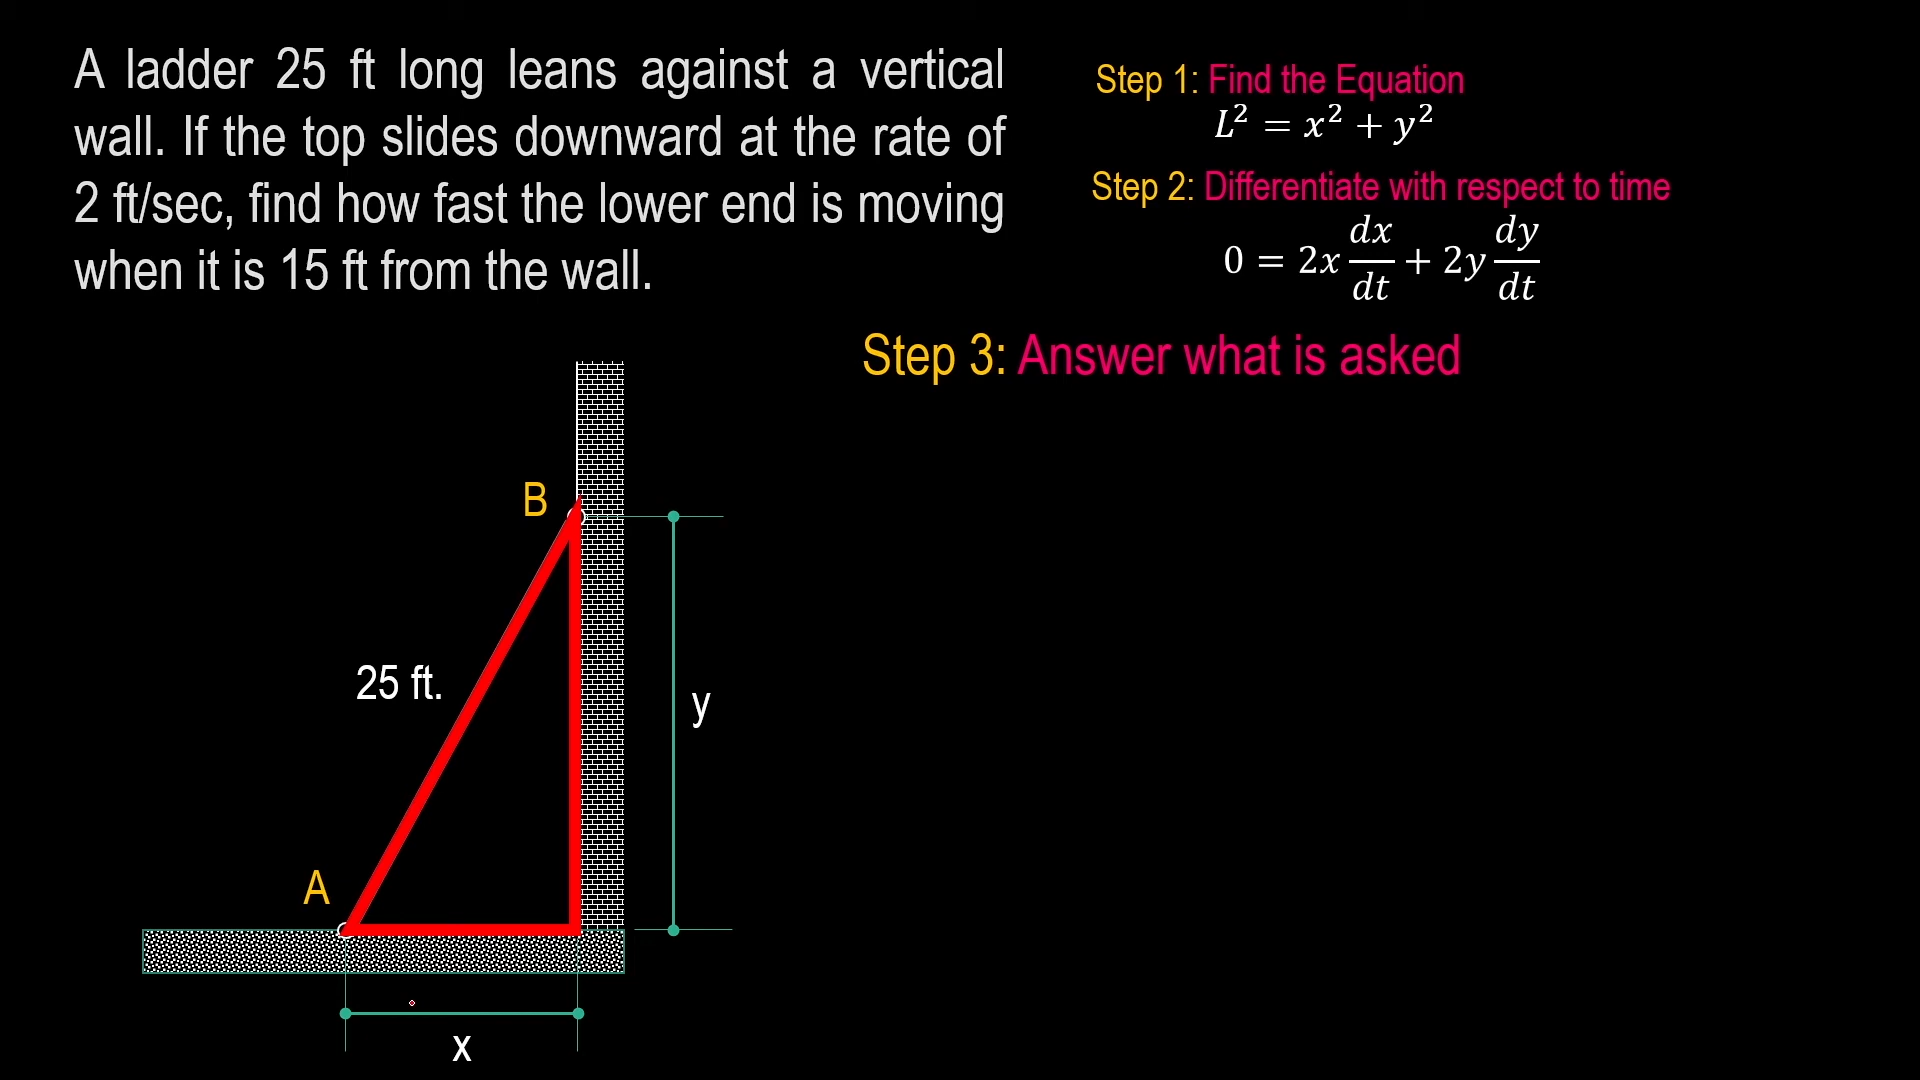 A ladder 25 ft long leans against a vertical
wall. If the top slides downward at the rate of
2 ft/sec, find how fast the lower end is moving
when it is 15 ft from the wall.
Step 1: Find the Equation
L² = x² + y²
Step 2: Differentiate with respect to time
0 = 2x dx/dt + 2y dy/dt
Step 3: Answer what is asked
B
25 ft.
y
A
x